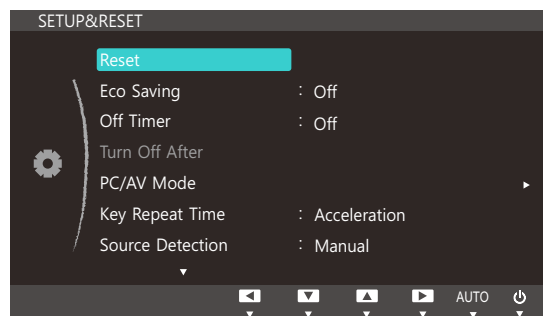 SETUP&RESET
Reset
Eco Saving : Off
Off Timer : Off
Turn Off After
PC/AV Mode
Key Repeat Time : Acceleration
Source Detection : Manual
AUTO